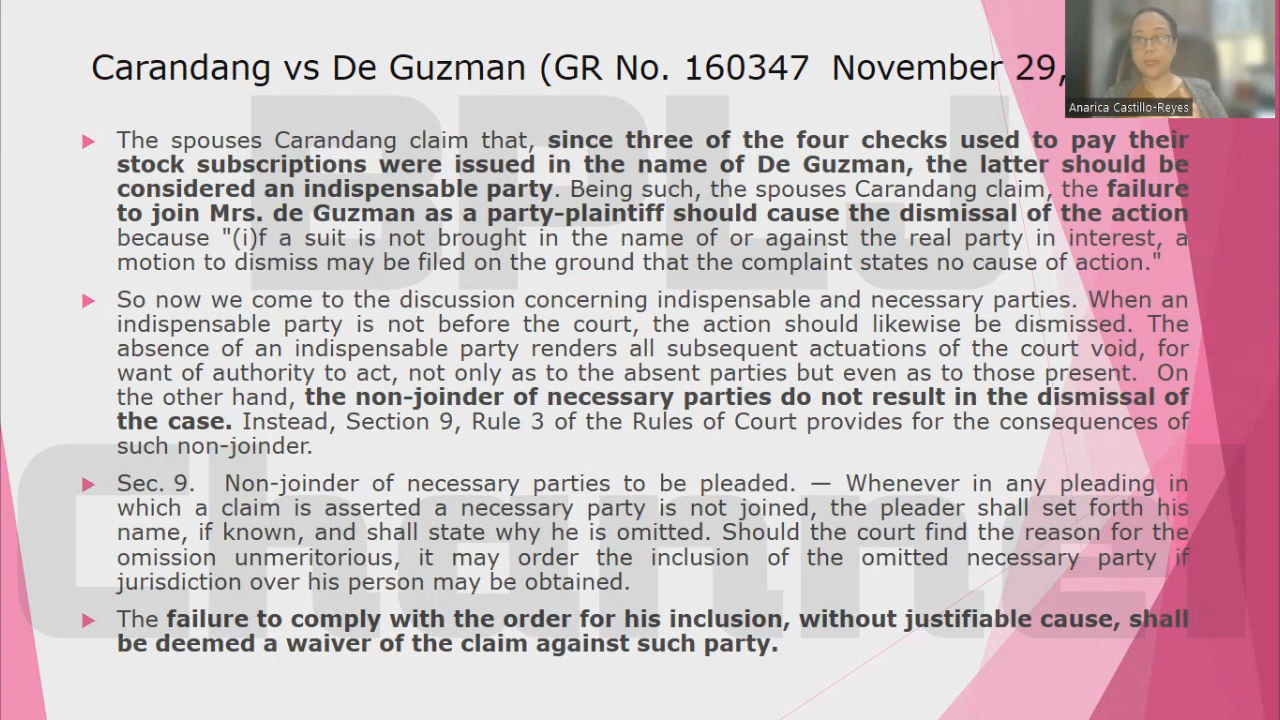 Carandang vs De Guzman (GR No. 160347 November 29,
Anarica Castillo-Reyes
The spouses Carandang claim that, since three of the four checks used to pay their
stock subscriptions were issued in the name of De Guzman, the latter should be
considered an indispensable party. Being such, the spouses Carandang claim, the failure
to join Mrs. de Guzman as a party-plaintiff should cause the dismissal of the action
because "(i)f a suit is not brought in the name of or against the real party in interest, a
motion to dismiss may be filed on the ground that the complaint states no cause of action."
So now we come to the discussion concerning indispensable and necessary parties. When an
indispensable party is not before the court, the action should likewise be dismissed. The
absence of an indispensable party renders all subsequent actuations of the court void, for
want of authority to act, not only as to the absent parties but even as to those present. On
the other hand, the non-joinder of necessary parties do not result in the dismissal of
the case. Instead, Section 9, Rule 3 of the Rules of Court provides for the consequences of
such non-joinder.
Sec. 9. Non-joinder of necessary parties to be pleaded. — Whenever in any pleading in
which a claim is asserted a necessary party is not joined, the pleader shall set forth his
name, if known, and shall state why he is omitted. Should the court find the reason for the
omission unmeritorious, it may order the inclusion of the omitted necessary party if
jurisdiction over his person may be obtained.
The failure to comply with the order for his inclusion, without justifiable cause, shall
be deemed a waiver of the claim against such party.
BPLJ
Channel